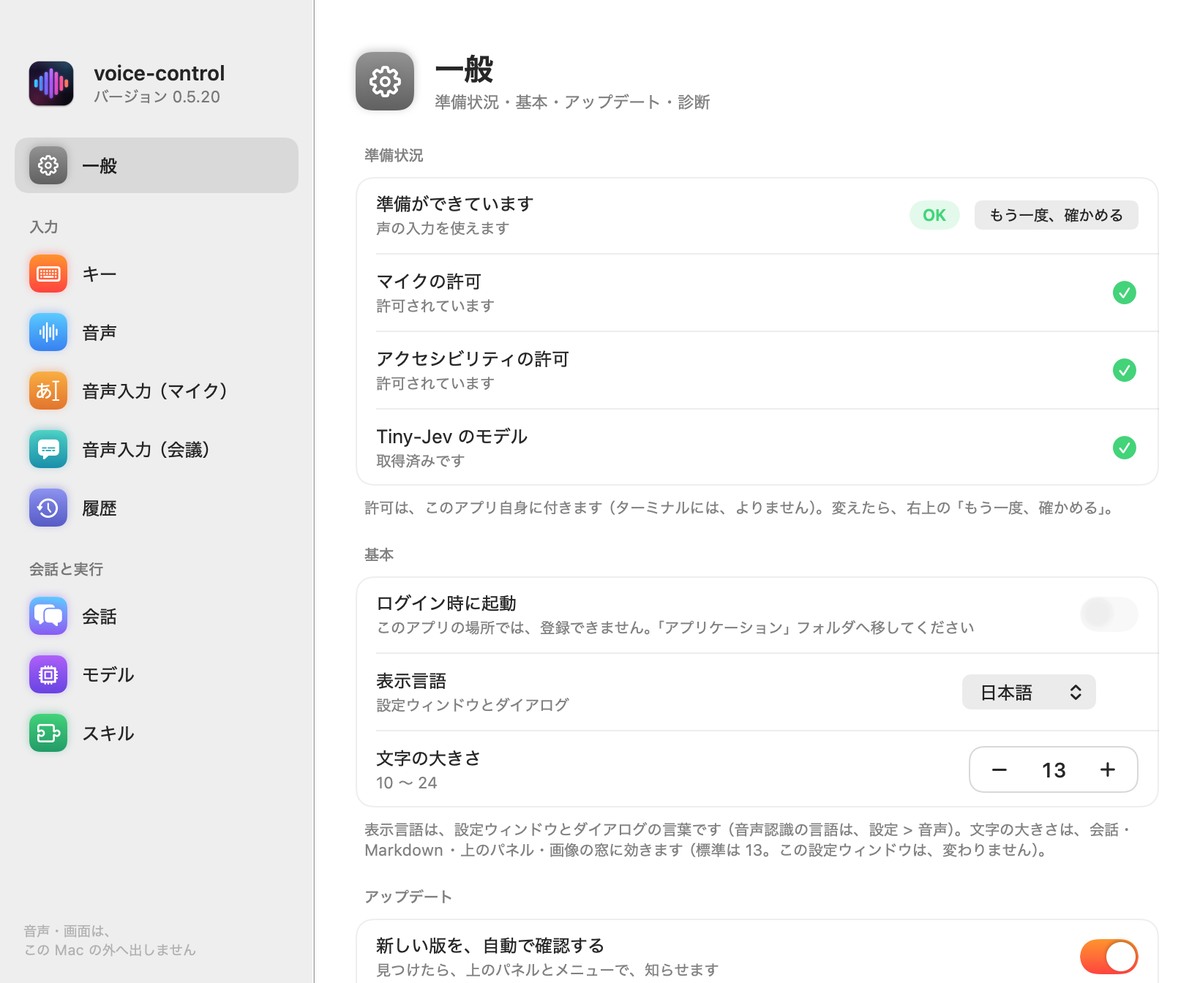 voice-control
バージョン 0.5.20
一般
入力
キー
音声
あ
音声入力（マイク）
音声入力（会議）
履歴
会話と実行
会話
モデル
スキル
音声・画面は、
この Mac の外へ出しません
一般
準備状況・基本・アップデート・診断
準備状況
準備ができています
声の入力を使えます
OK
もう一度、確かめる
マイクの許可
許可されています
アクセシビリティの許可
許可されています
Tiny-Jev のモデル
取得済みです
許可は、このアプリ自身に付きます（ターミナルには、よりません）。変えたら、右上の「もう一度、確かめる」。
基本
ログイン時に起動
このアプリの場所では、登録できません。「アプリケーション」フォルダへ移してください
表示言語
設定ウィンドウとダイアログ
日本語
文字の大きさ
10 〜 24
− 13 +
表示言語は、設定ウィンドウとダイアログの言葉です（音声認識の言語は、設定 > 音声）。文字の大きさは、会話・
Markdown・上のパネル・画像の窓に効きます（標準は 13。この設定ウィンドウは、変わりません）。
アップデート
新しい版を、自動で確認する
見つけたら、上のパネルとメニューで、知らせます